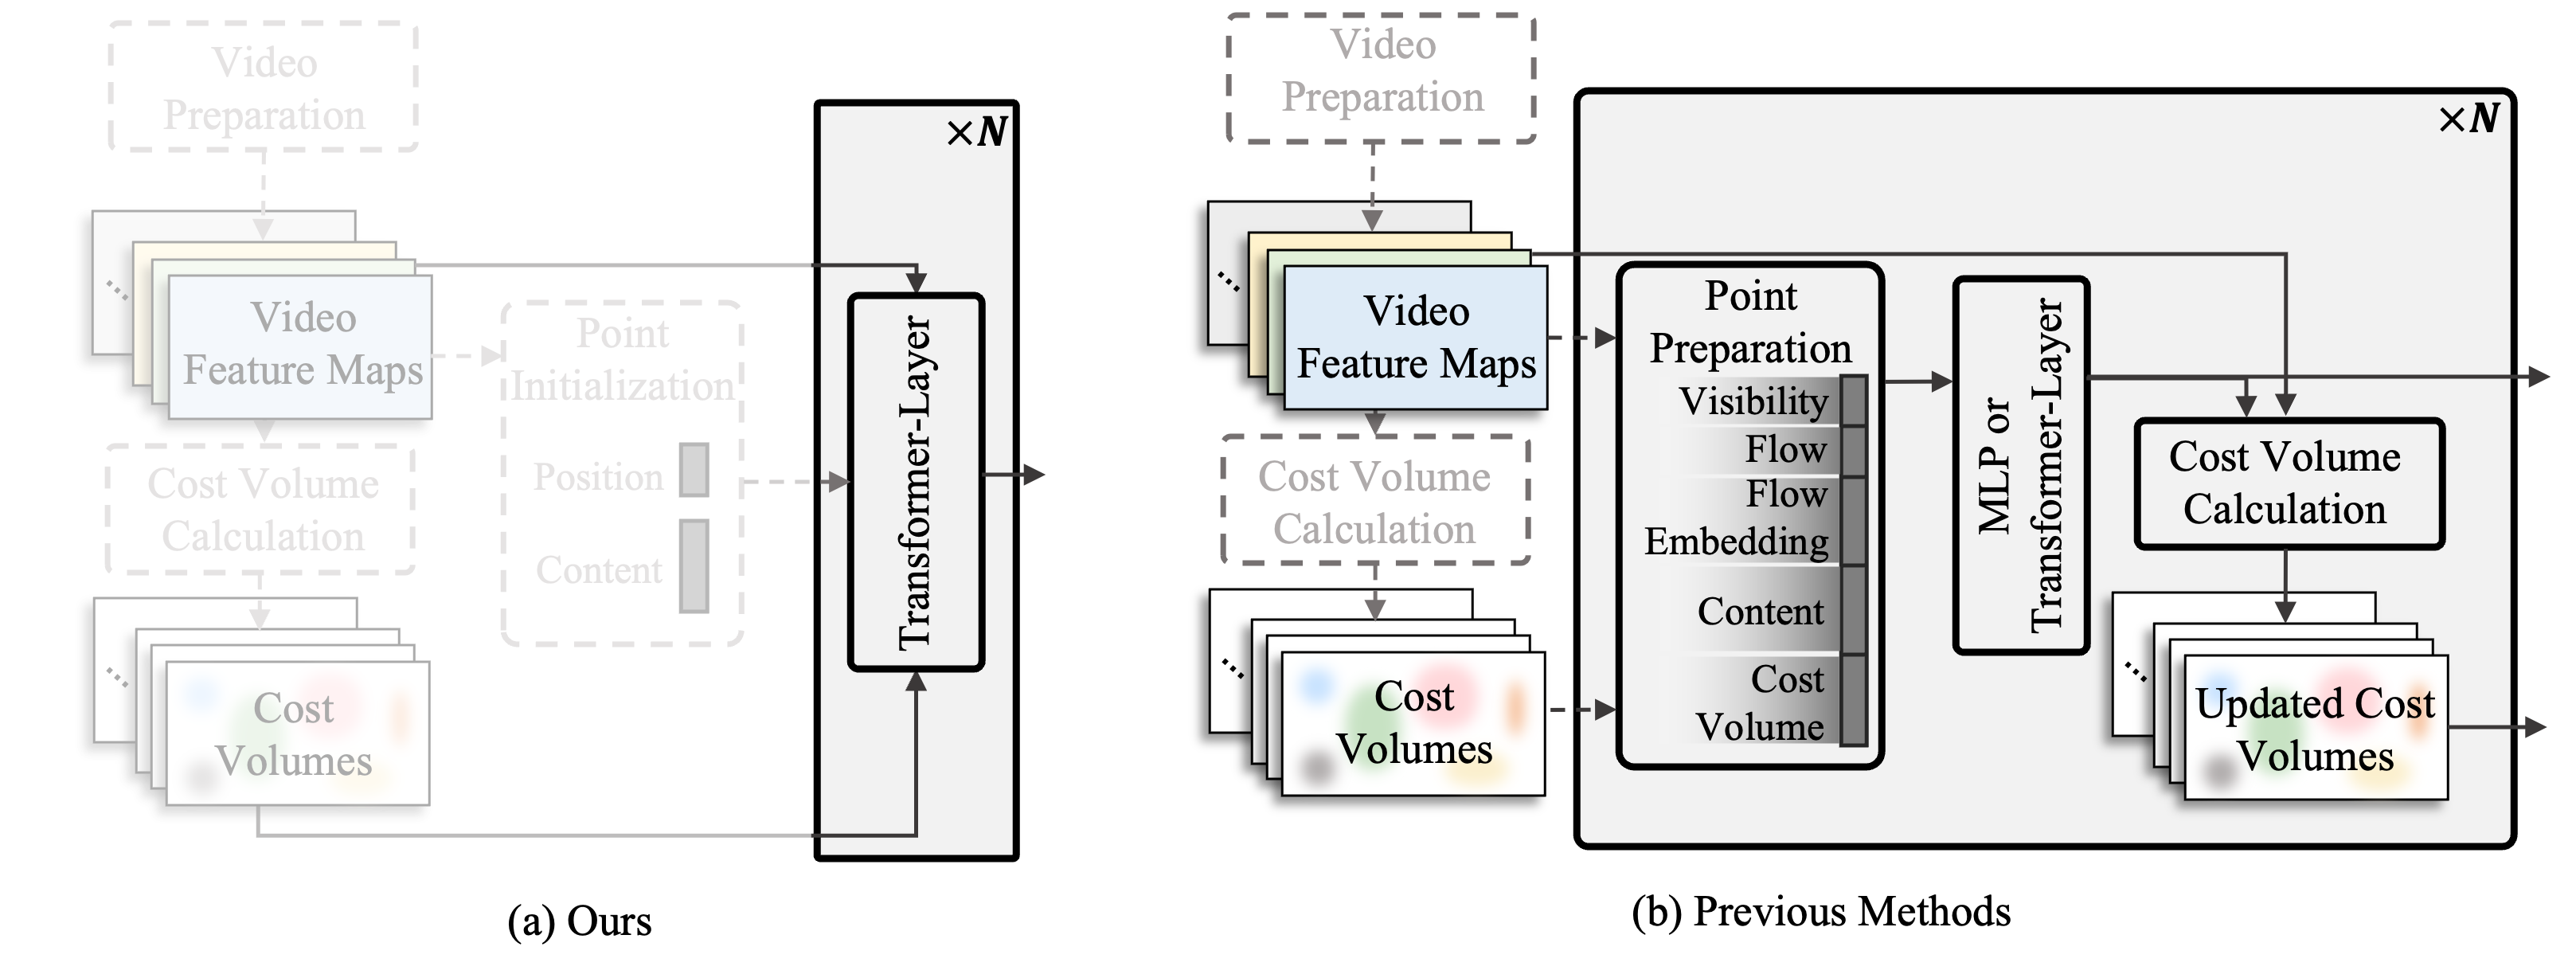 Video
Preparation
Video
Feature Maps
Cost Volume
Calculation
Cost
Volumes
Point
Initialization
Position
Content
×N
Transformer-Layer
(a) Ours
Video
Preparation
Video
Feature Maps
Cost Volume
Calculation
Cost
Volumes
×N
Point
Preparation
Visibility
Flow
Flow
Embedding
Content
Cost
Volume
MLP or
Transformer-Layer
Cost Volume
Calculation
Updated Cost
Volumes
(b) Previous Methods